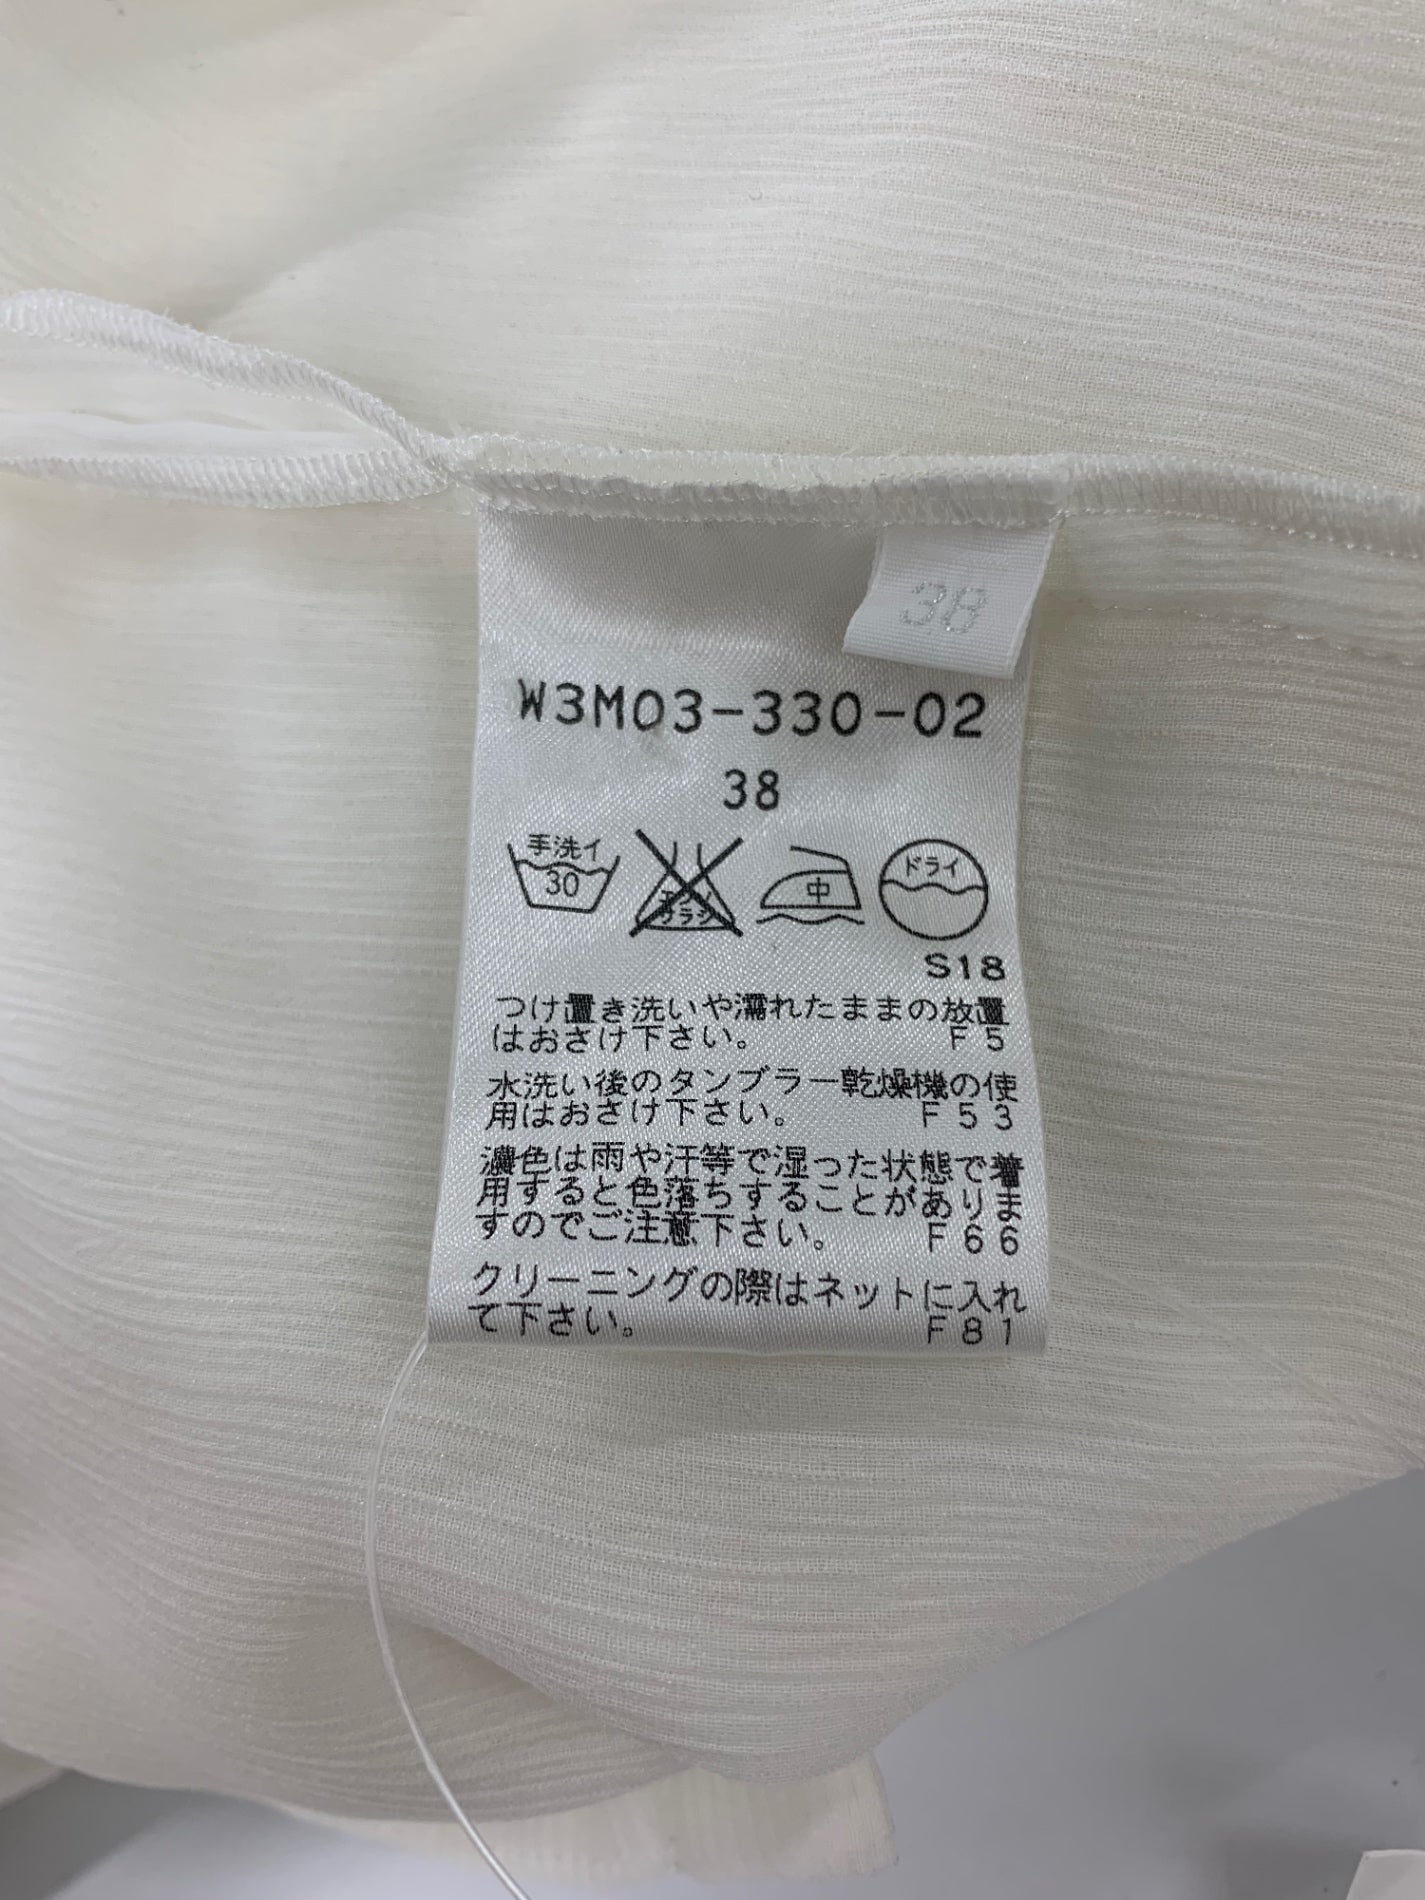 38
W3M03-330-02
38
手洗イ
30
エンソ
サラシ
中
ドライ
S18
つけ置き洗いや濡れたままの放置
はおさけ下さい。 F5
水洗い後のタンブラー乾燥機の使
用はおさけ下さい。 F53
濃色は雨や汗等で湿った状態で着
用すると色落ちすることがありま
すのでご注意下さい。 F66
クリーニングの際はネットに入れ
て下さい。 F81